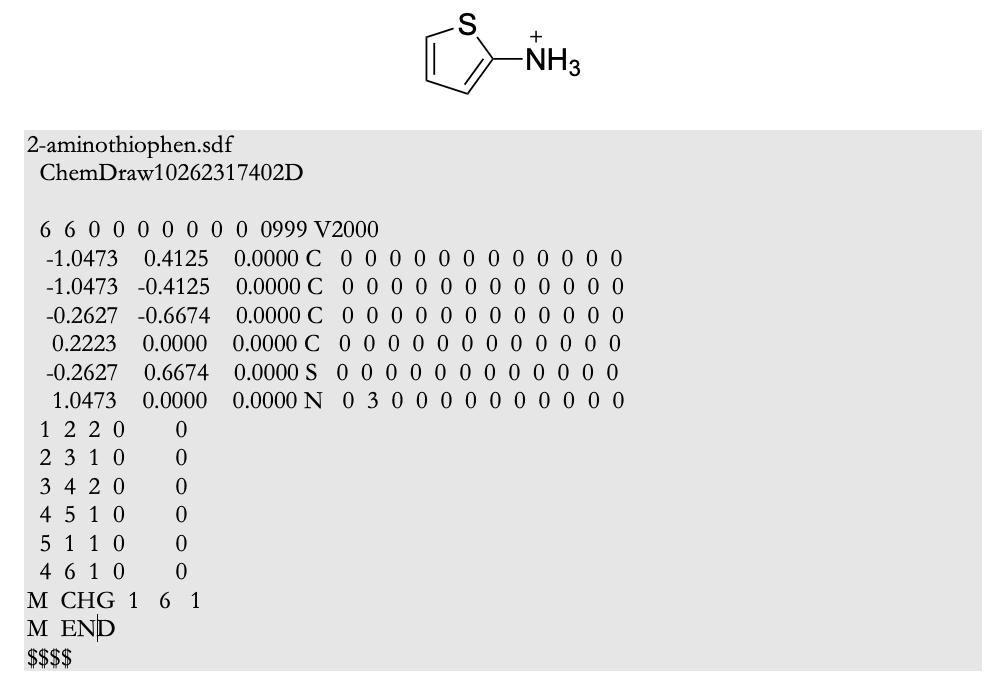 S
+
NH3
2-aminothiophen.sdf
ChemDraw10262317402D
6 6 0 0 0 0 0 0 0 0999 V2000
-1.0473 0.4125 0.0000 C 0 0 0 0 0 0 0 0 0 0 0 0
-1.0473 -0.4125 0.0000 C 0 0 0 0 0 0 0 0 0 0 0 0
-0.2627 -0.6674 0.0000 C 0 0 0 0 0 0 0 0 0 0 0 0
0.2223 0.0000 0.0000 C 0 0 0 0 0 0 0 0 0 0 0 0
-0.2627 0.6674 0.0000 S 0 0 0 0 0 0 0 0 0 0 0 0
1.0473 0.0000 0.0000 N 0 3 0 0 0 0 0 0 0 0 0 0
1 2 2 0 0
2 3 1 0 0
3 4 2 0 0
4 5 1 0 0
5 1 1 0 0
4 6 1 0 0
M CHG 1 6 1
M END
$$$$